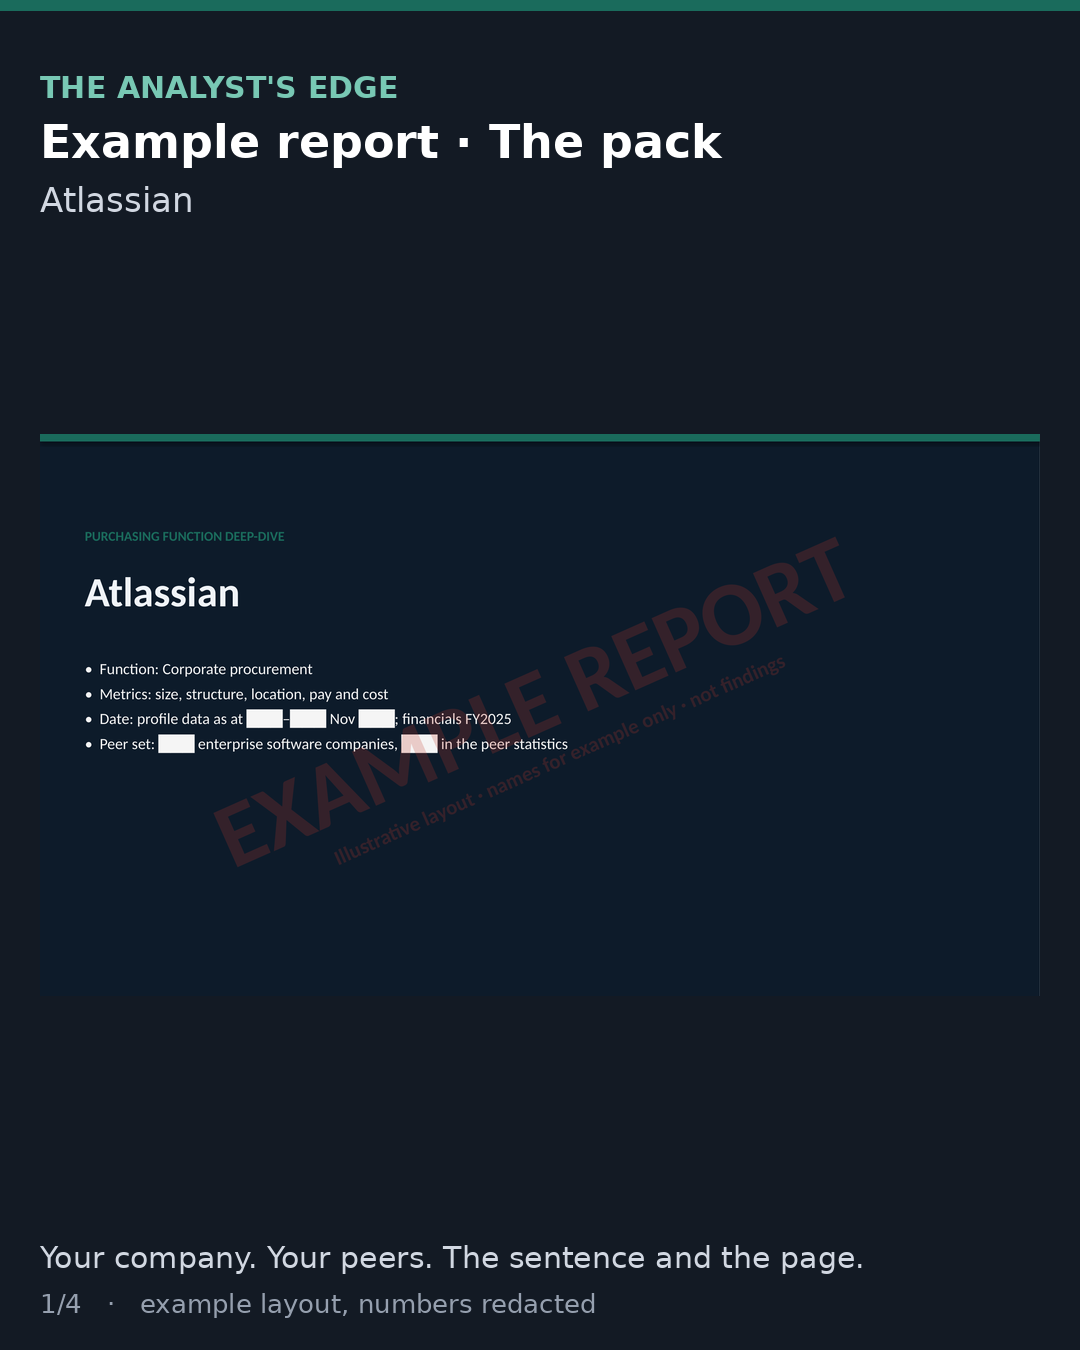 THE ANALYST'S EDGE
Example report · The pack
Atlassian
PURCHASING FUNCTION DEEP-DIVE
Atlassian
• Function: Corporate procurement
• Metrics: size, structure, location, pay and cost
• Date: profile data as at ████–████ Nov ████; financials FY2025
• Peer set: ████ enterprise software companies, ████ in the peer statistics
EXAMPLE REPORT
Illustrative layout · names for example only · not findings
Your company. Your peers. The sentence and the page.
1/4 · example layout, numbers redacted